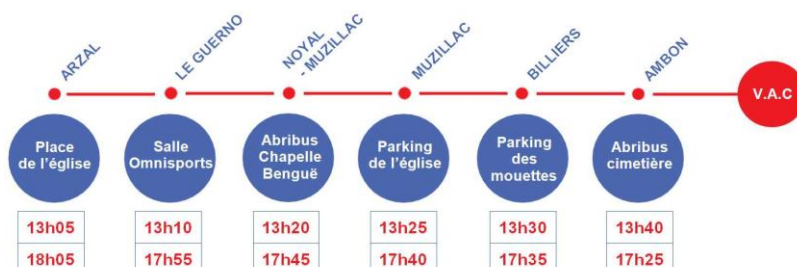 ARZAL
LE GUERNO
NOYAL
- MUZILLAC
MUZILLAC
BILLIERS
AMBON
V.A.C
Place
de l'église
Salle
Omnisports
Abribus
Chapelle
Benguë
Parking
de l'église
Parking
des
mouettes
Abribus
cimetière
13h05
13h10
13h20
13h25
13h30
13h40
18h05
17h55
17h45
17h40
17h35
17h25